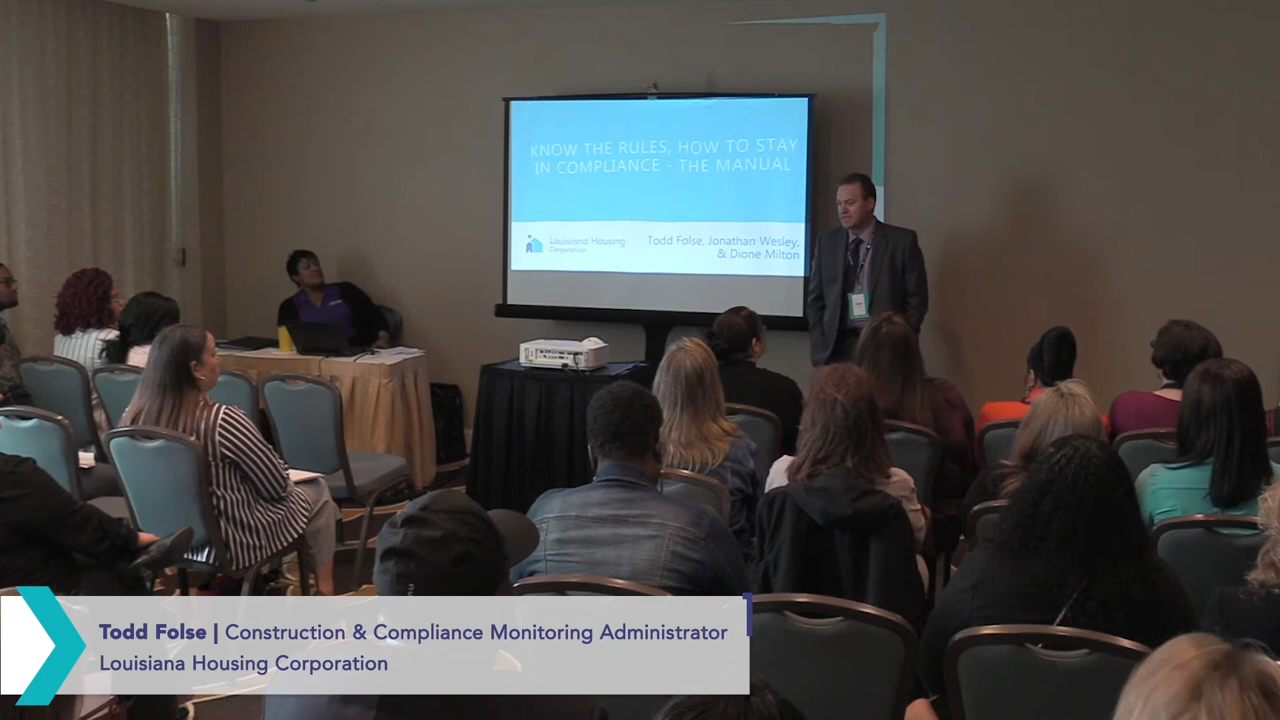 KNOW THE RULES, HOW TO STAY
IN COMPLIANCE - THE MANUAL
Louisiana Housing
Corporation
Todd Folse, Jonathan Wesley,
& Dione Milton
Todd Folse | Construction & Compliance Monitoring Administrator
Louisiana Housing Corporation